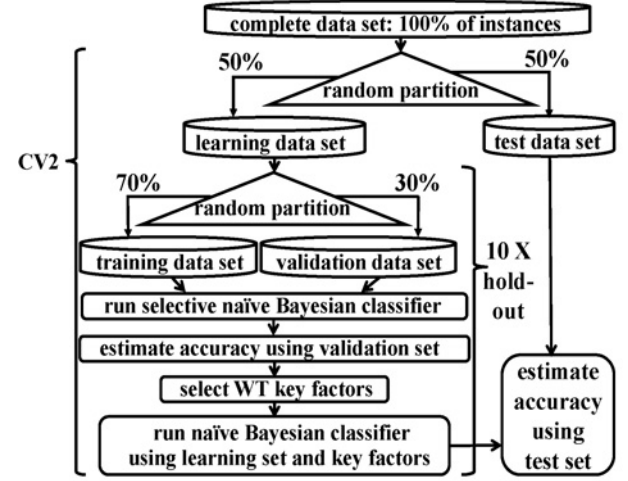 complete data set: 100% of instances
50%
50%
random partition
learning data set
test data set
CV2
70%
30%
random partition
training data set
validation data set
10 X
hold-
out
run selective naïve Bayesian classifier
estimate accuracy using validation set
select WT key factors
run naïve Bayesian classifier
using learning set and key factors
estimate
accuracy
using
test set